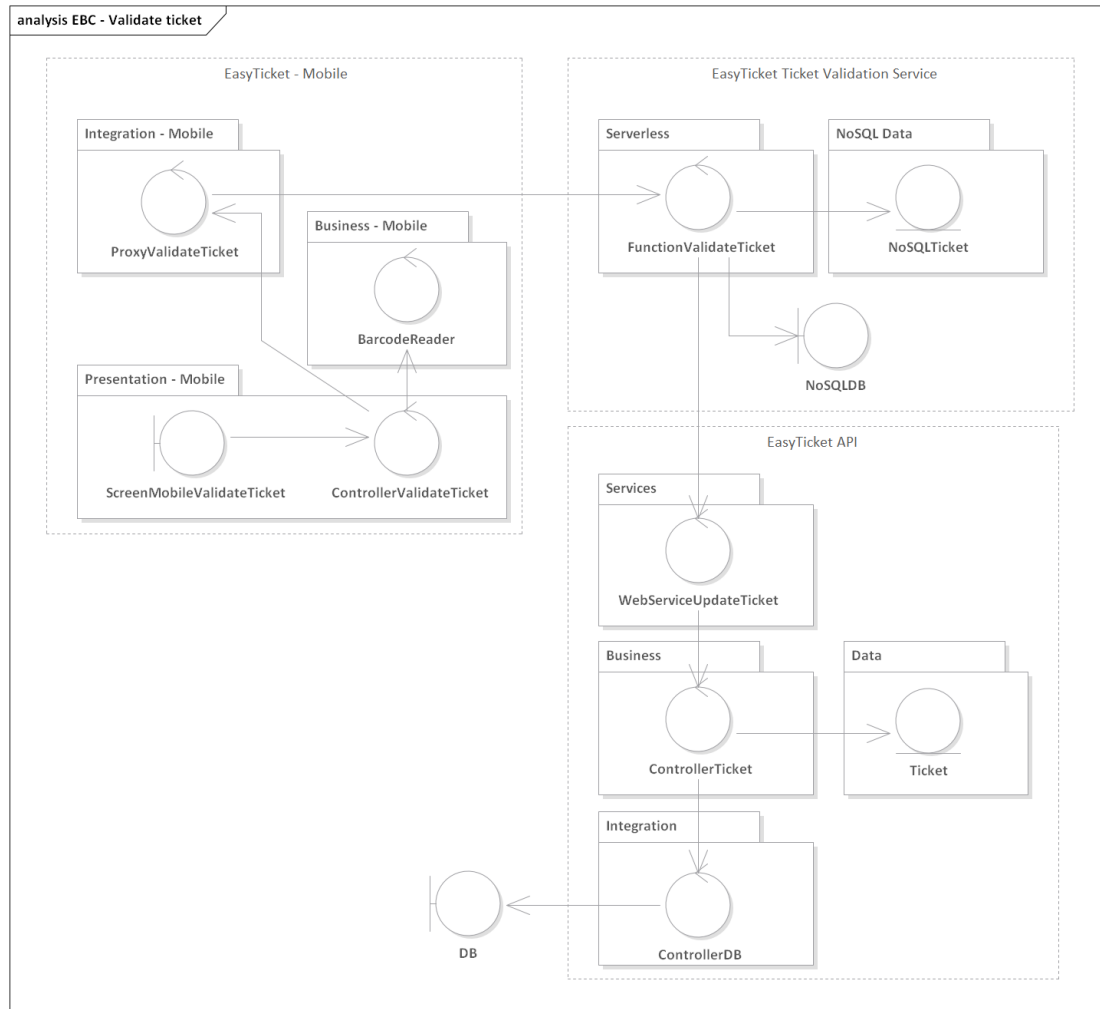 analysis EBC - Validate ticket
EasyTicket - Mobile
Integration - Mobile
ProxyValidateTicket
Business - Mobile
BarcodeReader
Presentation - Mobile
ScreenMobileValidateTicket
ControllerValidateTicket
EasyTicket Ticket Validation Service
Serverless
FunctionValidateTicket
NoSQL Data
NoSQLTicket
NoSQLDB
EasyTicket API
Services
WebServiceUpdateTicket
Business
ControllerTicket
Data
Ticket
Integration
ControllerDB
DB